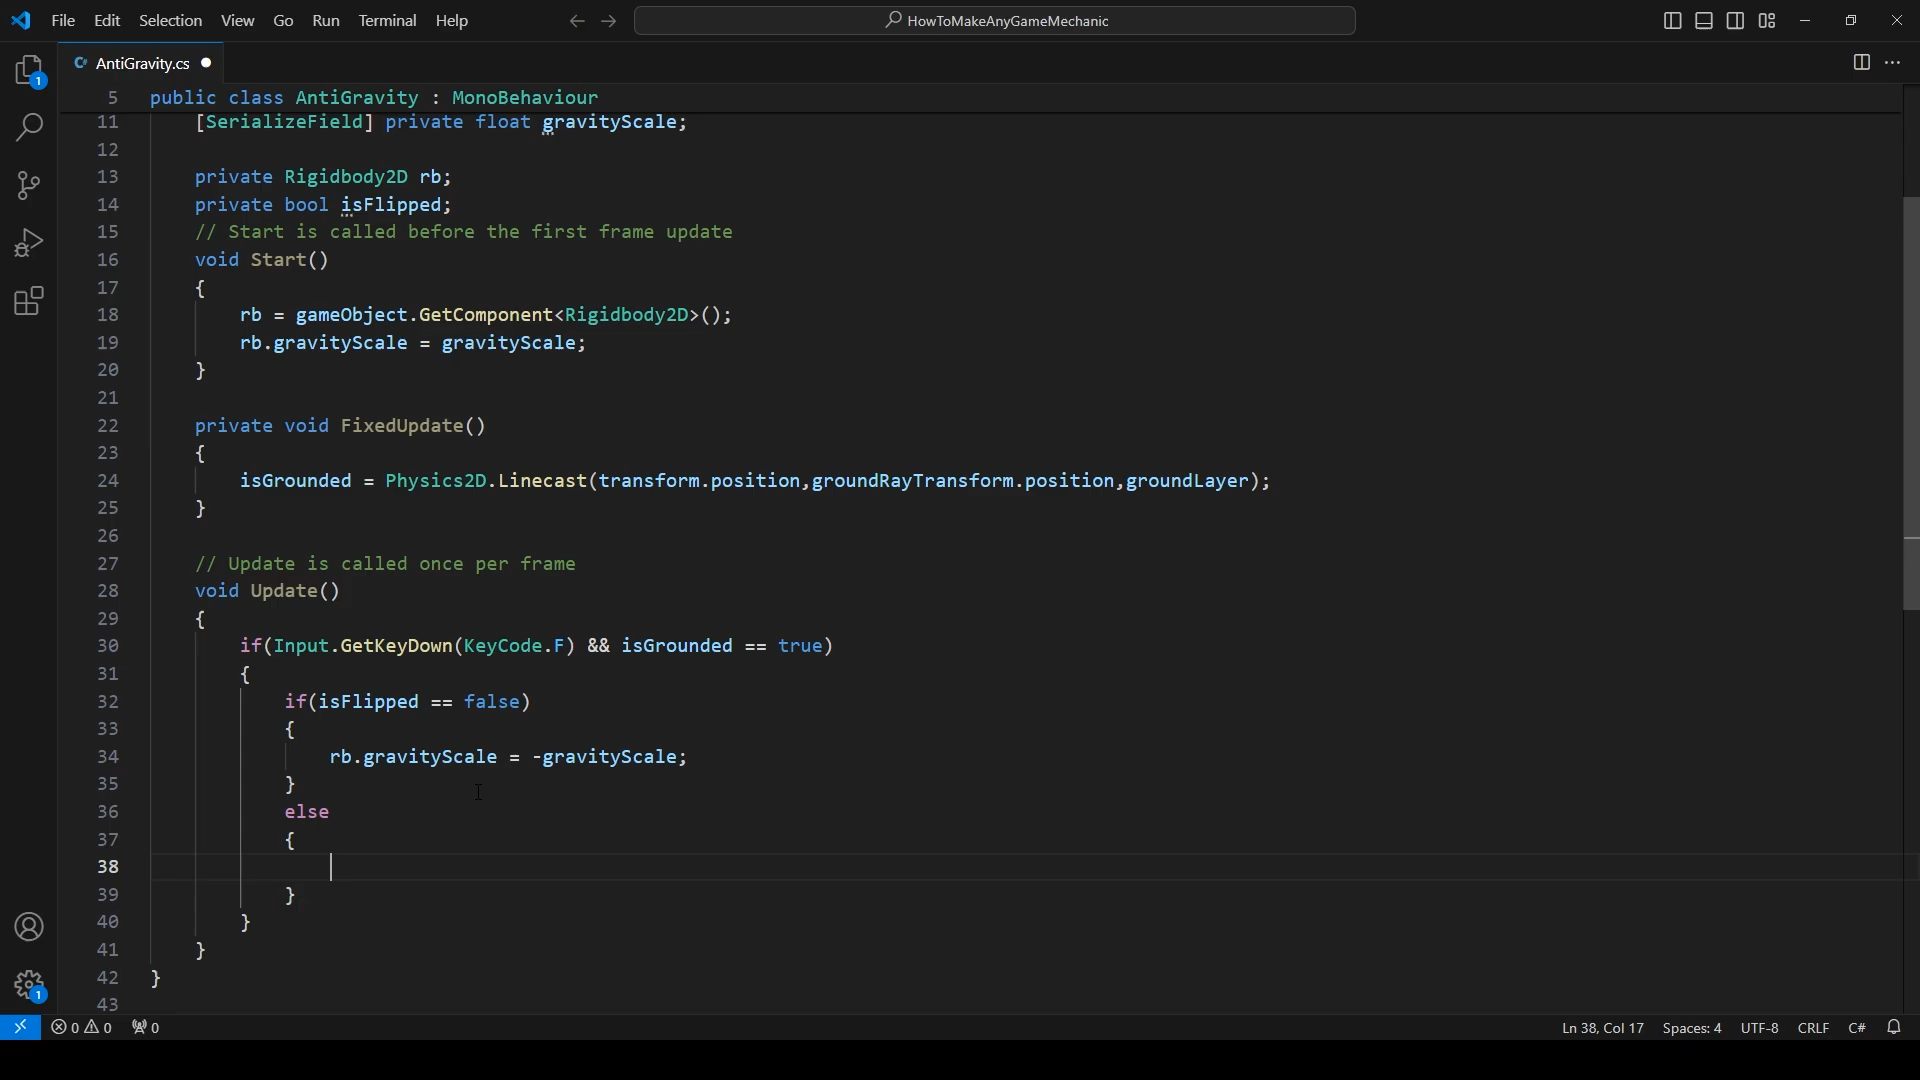 File Edit Selection View Go Run Terminal Help
HowToMakeAnyGameMechanic
1
C# AntiGravity.cs
5 public class AntiGravity : MonoBehaviour
11 [SerializeField] private float gravityScale;
12
13 private Rigidbody2D rb;
14 private bool isFlipped;
15 // Start is called before the first frame update
16 void Start()
17 {
18 rb = gameObject.GetComponent<Rigidbody2D>();
19 rb.gravityScale = gravityScale;
20 }
21
22 private void FixedUpdate()
23 {
24 isGrounded = Physics2D.Linecast(transform.position,groundRayTransform.position,groundLayer);
25 }
26
27 // Update is called once per frame
28 void Update()
29 {
30 if(Input.GetKeyDown(KeyCode.F) && isGrounded == true)
31 {
32 if(isFlipped == false)
33 {
34 rb.gravityScale = -gravityScale;
35 }
36 else
37 {
38
39 }
40 }
41 }
42 }
43
1
0 0 0
Ln 38, Col 17 Spaces: 4 UTF-8 CRLF C#